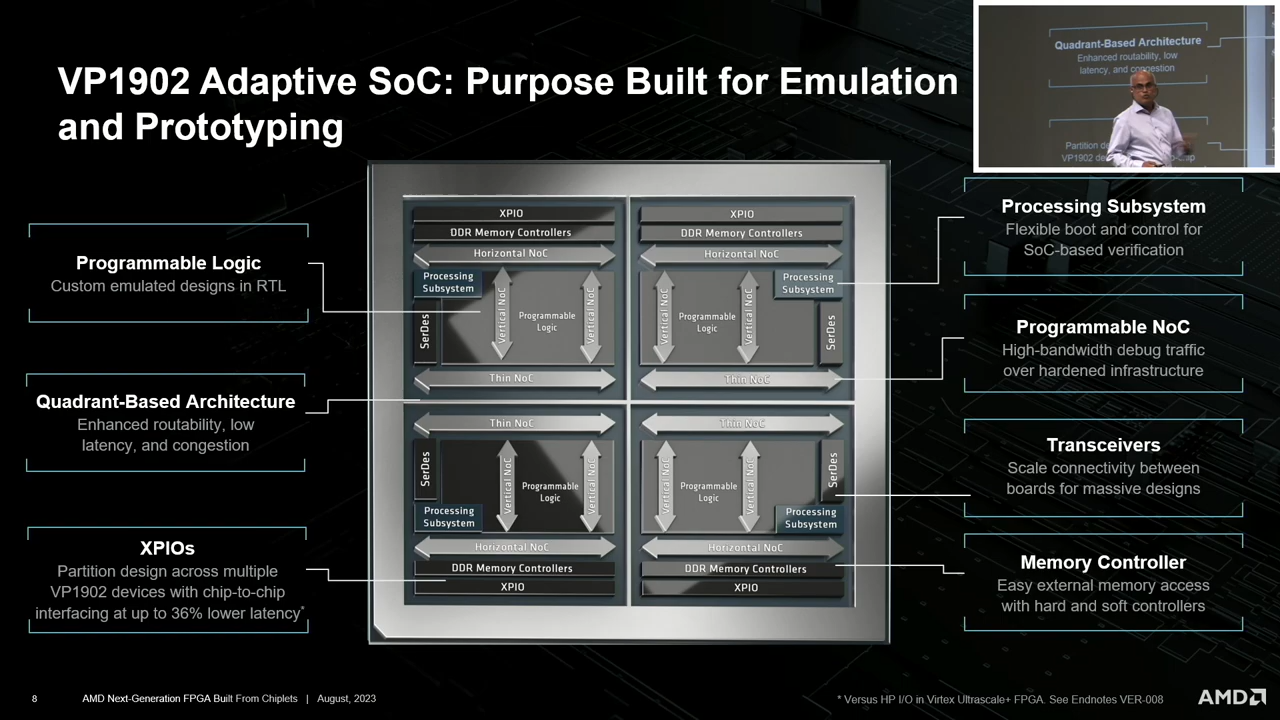 VP1902 Adaptive SoC: Purpose Built for Emulation
and Prototyping
Quadrant-Based Architecture
Enhanced routability, low
latency, and congestion
Partition
VP1902
Programmable Logic
Custom emulated designs in RTL
Quadrant-Based Architecture
Enhanced routability, low
latency, and congestion
XPIOs
Partition design across multiple
VP1902 devices with chip-to-chip
interfacing at up to 36% lower latency*
XPIO
DDR Memory Controllers
Horizontal NoC
Processing
Subsystem
Vertical NoC
Programmable
Logic
Vertical NoC
SerDes
Thin NoC
XPIO
DDR Memory Controllers
Horizontal NoC
Processing
Subsystem
Vertical NoC
Programmable
Logic
Vertical NoC
SerDes
Thin NoC
Thin NoC
SerDes
Vertical NoC
Programmable
Logic
Vertical NoC
Processing
Subsystem
Horizontal NoC
DDR Memory Controllers
XPIO
Thin NoC
Vertical NoC
Programmable
Logic
Vertical NoC
SerDes
Processing
Subsystem
Horizontal NoC
DDR Memory Controllers
XPIO
Processing Subsystem
Flexible boot and control for
SoC-based verification
Programmable NoC
High-bandwidth debug traffic
over hardened infrastructure
Transceivers
Scale connectivity between
boards for massive designs
Memory Controller
Easy external memory access
with hard and soft controllers
8 AMD Next-Generation FPGA Built From Chiplets | August, 2023
* Versus HP I/O in Virtex Ultrascale+ FPGA. See Endnotes VER-008
AMD